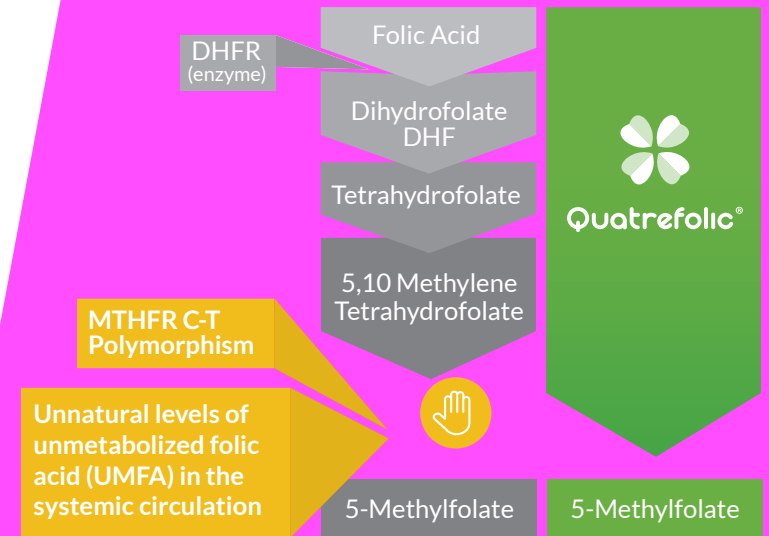 Folic Acid
DHFR
(enzyme)
Dihydrofolate
DHF
Tetrahydrofolate
Quatrefolic®
5,10 Methylene
Tetrahydrofolate
MTHFR C-T
Polymorphism
Unnatural levels of
unmetabolized folic
acid (UMFA) in the
systemic circulation
5-Methylfolate
5-Methylfolate